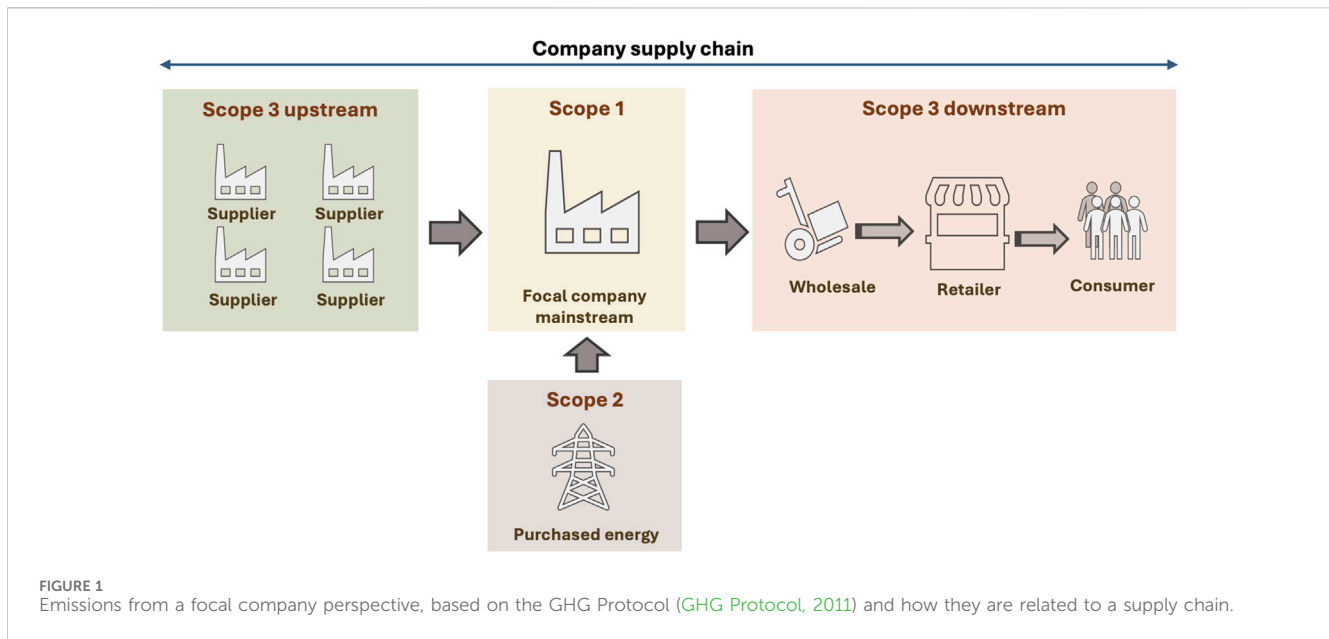 Company supply chain
Scope 3 upstream
Supplier
Supplier
Supplier
Supplier
Scope 1
Focal company
mainstream
Scope 3 downstream
Wholesale
Retailer
Consumer
Scope 2
Purchased energy
FIGURE 1
Emissions from a focal company perspective, based on the GHG Protocol (GHG Protocol, 2011) and how they are related to a supply chain.